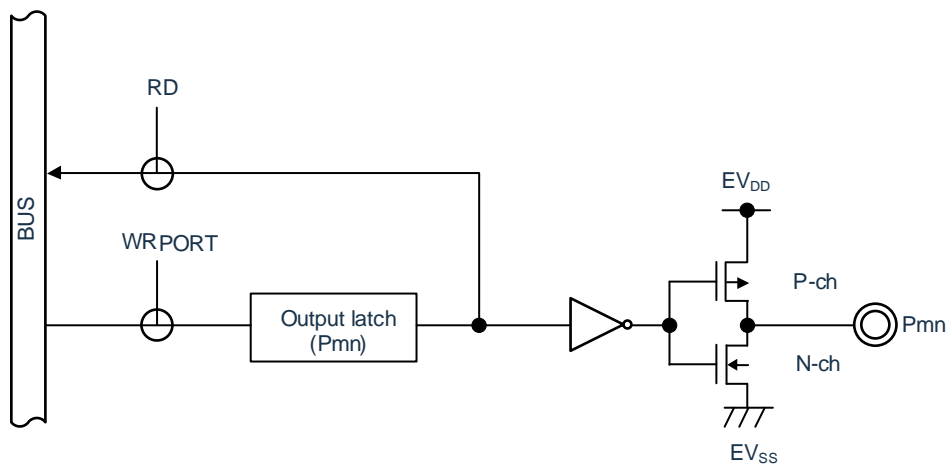 RD
EVDD
BUS
WRPORT
P-ch
Output latch
(Pmn)
Pmn
N-ch
EVSS